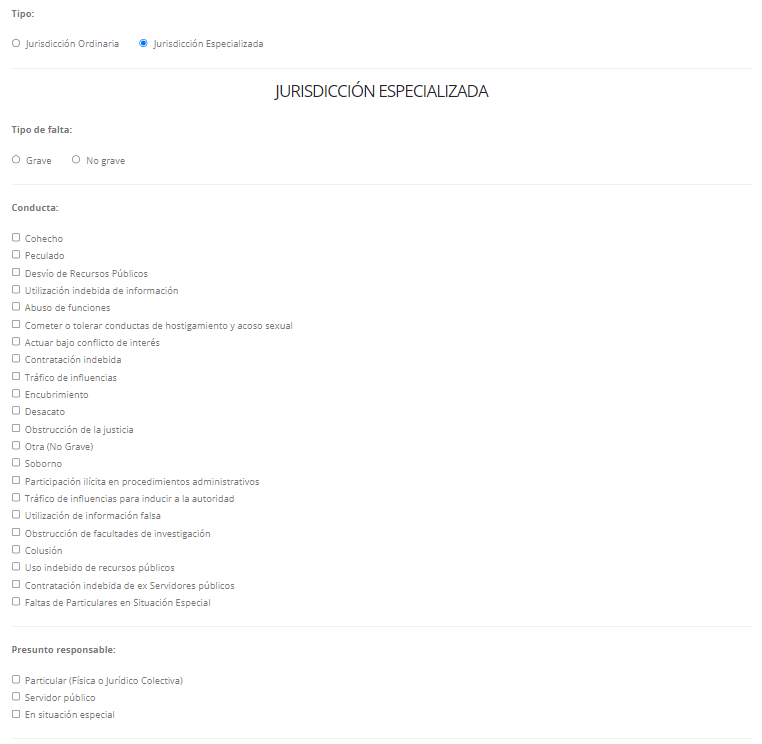 Tipo:
Jurisdicción Ordinaria Jurisdicción Especializada
JURISDICCIÓN ESPECIALIZADA
Tipo de falta:
Grave No grave
Conducta:
Cohecho
Peculado
Desvío de Recursos Públicos
Utilización indebida de información
Abuso de funciones
Cometer o tolerar conductas de hostigamiento y acoso sexual
Actuar bajo conflicto de interés
Contratación indebida
Tráfico de influencias
Encubrimiento
Desacato
Obstrucción de la justicia
Otra (No Grave)
Soborno
Participación ilícita en procedimientos administrativos
Tráfico de influencias para inducir a la autoridad
Utilización de información falsa
Obstrucción de facultades de investigación
Colusión
Uso indebido de recursos públicos
Contratación indebida de ex Servidores públicos
Faltas de Particulares en Situación Especial
Presunto responsable:
Particular (Física o Jurídico Colectiva)
Servidor público
En situación especial